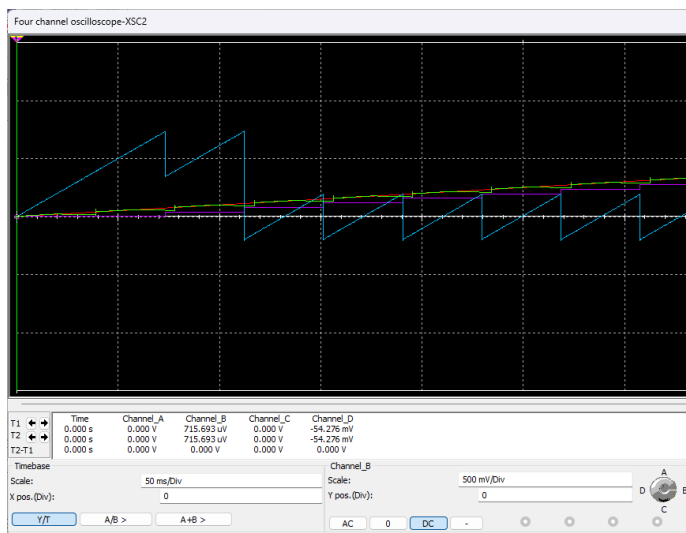 Four channel oscilloscope-XSC2
Time Channel_A Channel_B Channel_C Channel_D
T1 0.000 s 0.000 V 715.693 uV 0.000 V -54.276 mV
T2 0.000 s 0.000 V 715.693 uV 0.000 V -54.276 mV
T2-T1 0.000 s 0.000 V 0.000 V 0.000 V 0.000 V
Timebase
Scale: 50 ms/Div
X pos.(Div): 0
Y/T A/B > A+B >
Channel_B
Scale: 500 mV/Div
Y pos.(Div): 0
AC 0 DC -
A
D B
C